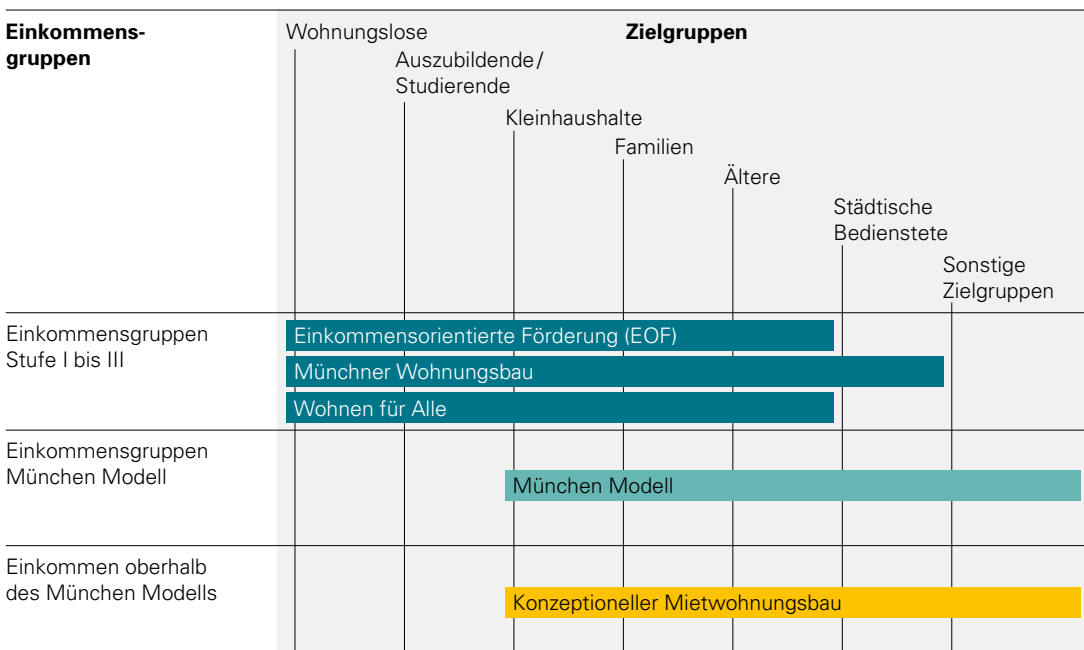 Einkommens-
gruppen
Wohnungslose
Zielgruppen
Auszubildende/
Studierende
Kleinhaushalte
Familien
Ältere
Städtische
Bedienstete
Sonstige
Zielgruppen
Einkommensgruppen
Stufe I bis III
Einkommensorientierte Förderung (EOF)
Münchner Wohnungsbau
Wohnen für Alle
Einkommensgruppen
München Modell
München Modell
Einkommen oberhalb
des München Modells
Konzeptioneller Mietwohnungsbau